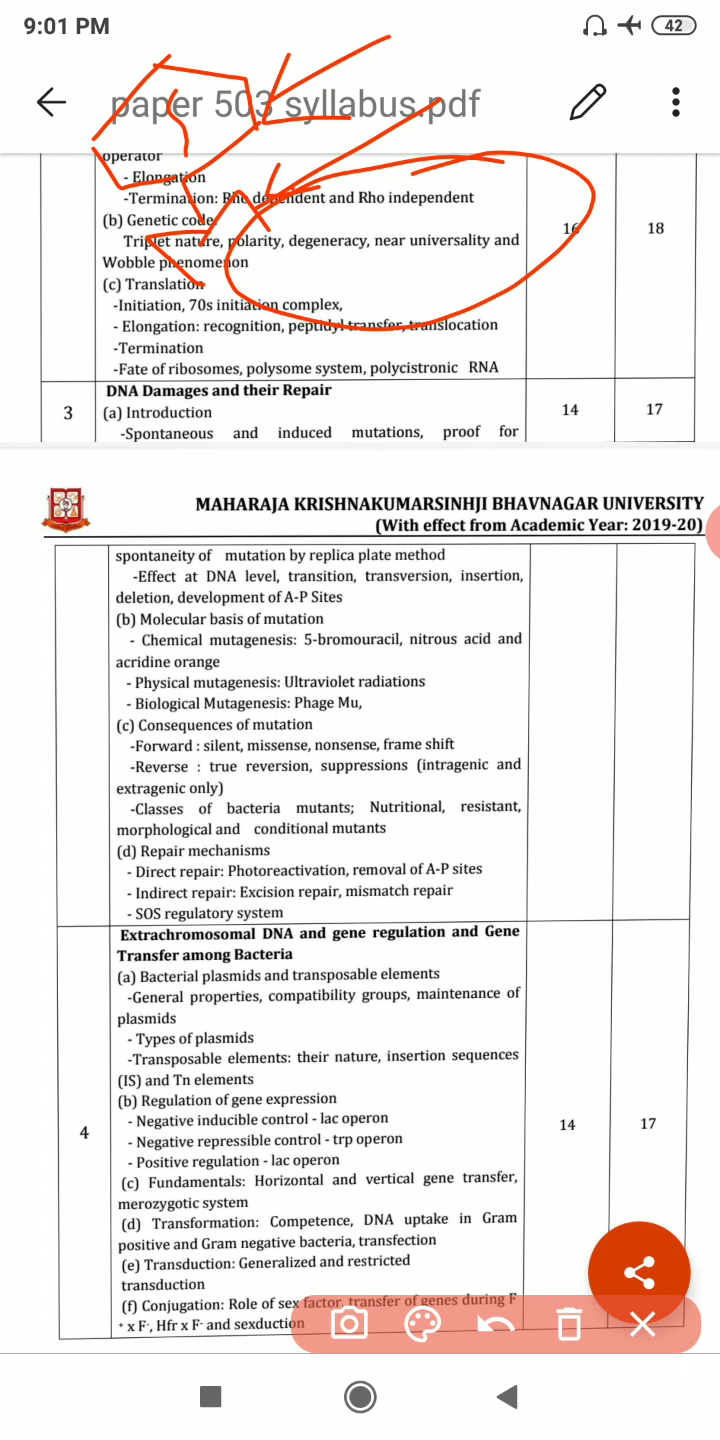 9:01 PM 42
paper 503 syllabus.pdf
operator
- Elongation
-Termination: Rho dependent and Rho independent
(b) Genetic code:
Triplet nature, polarity, degeneracy, near universality and
Wobble phenomenon
16 18
(c) Translation
-Initiation, 70s initiation complex,
- Elongation: recognition, peptidyl transfer, translocation
-Termination
-Fate of ribosomes, polysome system, polycistronic RNA
DNA Damages and their Repair
3 (a) Introduction 14 17
-Spontaneous and induced mutations, proof for
MAHARAJA KRISHNAKUMARSINHJI BHAVNAGAR UNIVERSITY
(With effect from Academic Year: 2019-20)
spontaneity of mutation by replica plate method
-Effect at DNA level, transition, transversion, insertion,
deletion, development of A-P Sites
(b) Molecular basis of mutation
- Chemical mutagenesis: 5-bromouracil, nitrous acid and
acridine orange
- Physical mutagenesis: Ultraviolet radiations
- Biological Mutagenesis: Phage Mu,
(c) Consequences of mutation
-Forward : silent, missense, nonsense, frame shift
-Reverse : true reversion, suppressions (intragenic and
extragenic only)
-Classes of bacteria mutants; Nutritional, resistant,
morphological and conditional mutants
(d) Repair mechanisms
- Direct repair: Photoreactivation, removal of A-P sites
- Indirect repair: Excision repair, mismatch repair
- SOS regulatory system
Extrachromosomal DNA and gene regulation and Gene
Transfer among Bacteria
(a) Bacterial plasmids and transposable elements
-General properties, compatibility groups, maintenance of
plasmids
- Types of plasmids
-Transposable elements: their nature, insertion sequences
(IS) and Tn elements
(b) Regulation of gene expression
- Negative inducible control - lac operon
4 - Negative repressible control - trp operon 14 17
- Positive regulation - lac operon
(c) Fundamentals: Horizontal and vertical gene transfer,
merozygotic system
(d) Transformation: Competence, DNA uptake in Gram
positive and Gram negative bacteria, transfection
(e) Transduction: Generalized and restricted
transduction
(f) Conjugation: Role of sex factor, transfer of genes during F
+ x F-, Hfr x F- and sexduction